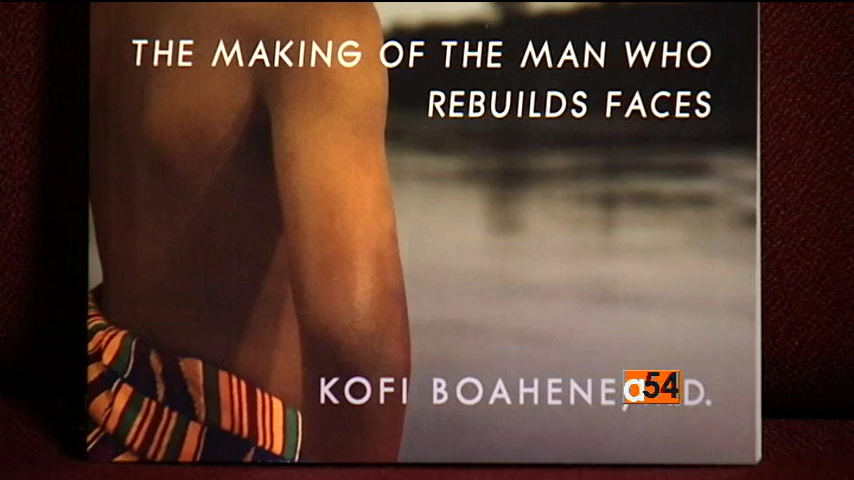 THE MAKING OF THE MAN WHO
REBUILDS FACES
KOFI BOAHENE, D.
a54